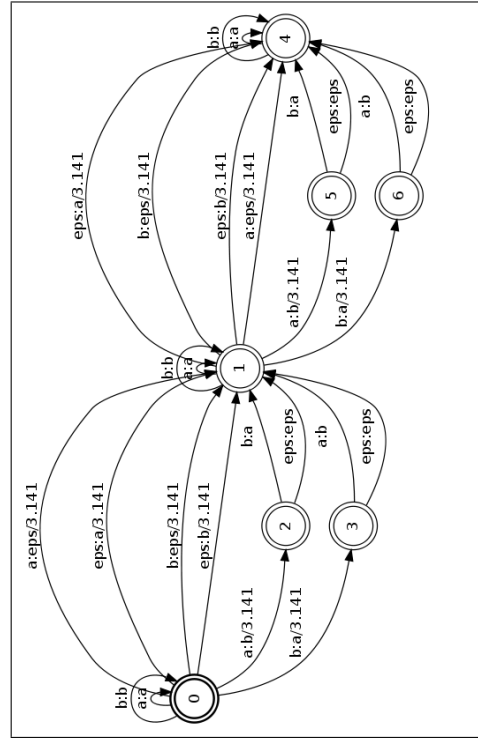 b:b
a:a
0
a:eps/3.141
eps:a/3.141
b:eps/3.141
eps:b/3.141
a:b/3.141
b:a/3.141
2
3
b:a
eps:eps
a:b
eps:eps
b:b
a:a
1
eps:a/3.141
b:eps/3.141
eps:b/3.141
a:eps/3.141
a:b/3.141
b:a/3.141
5
6
b:a
eps:eps
a:b
eps:eps
b:b
a:a
4